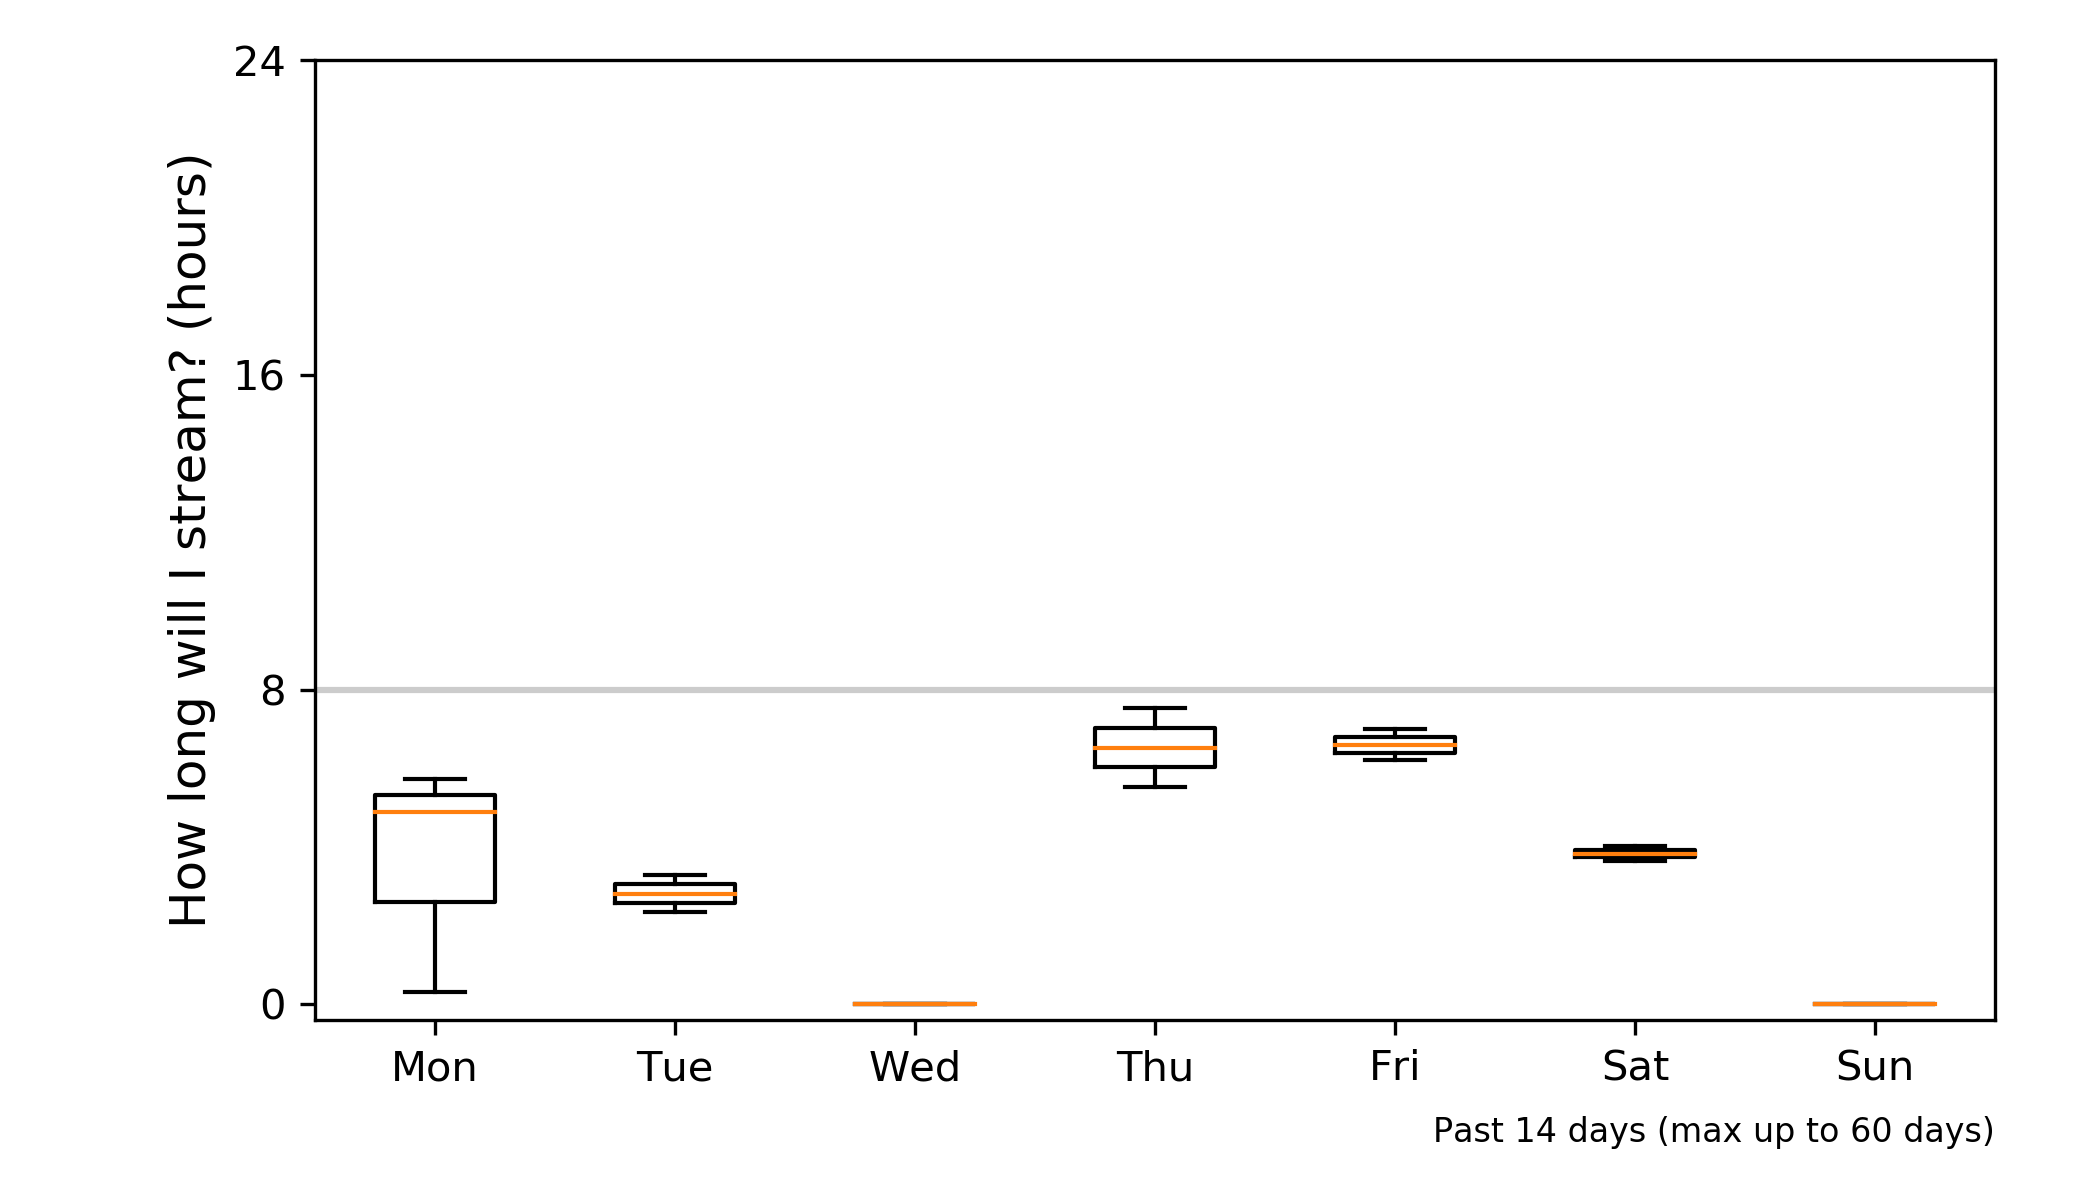 How long will I stream? (hours)
24
16
8
0
Mon Tue Wed Thu Fri Sat Sun
Past 14 days (max up to 60 days)